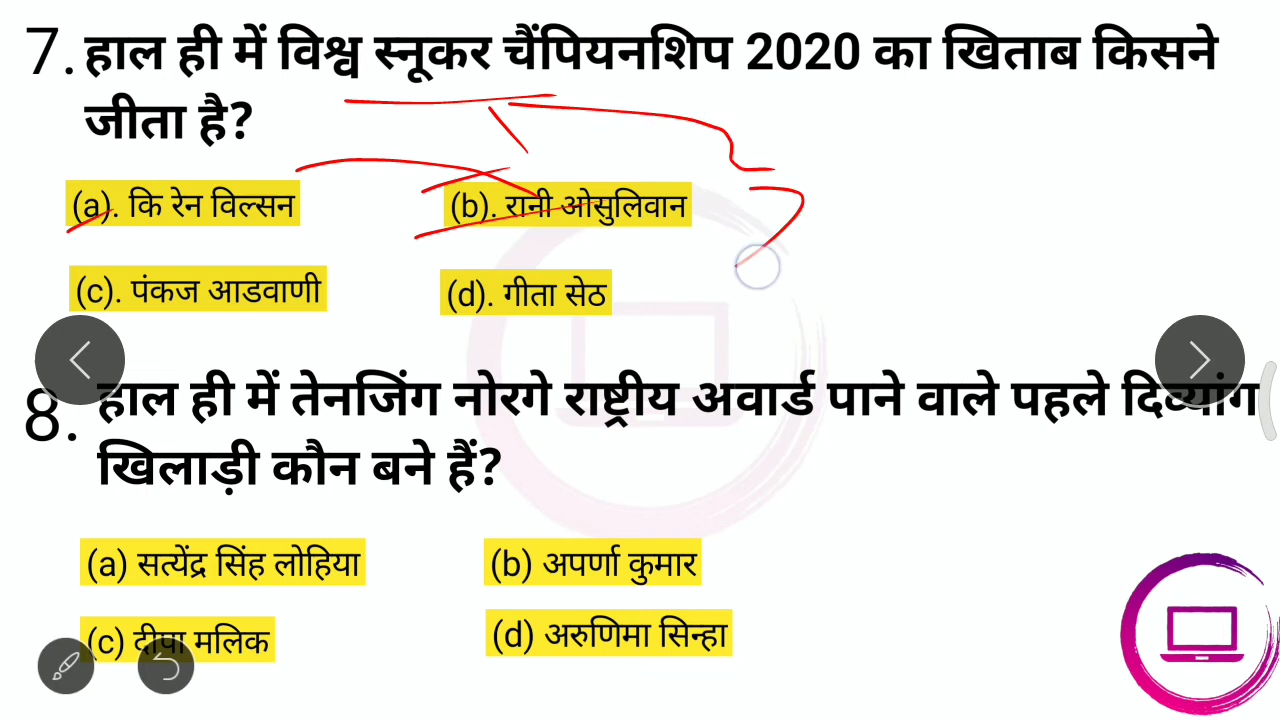 7. हाल ही में विश्व स्नूकर चैंपियनशिप 2020 का खिताब किसने
जीता है?
(a). कि रेन विल्सन (b). रानी ओसुलिवान
(c). पंकज आडवाणी (d). गीता सेठ
8. हाल ही में तेनजिंग नोरगे राष्ट्रीय अवार्ड पाने वाले पहले दिव्यांग
खिलाड़ी कौन बने हैं?
(a) सत्येंद्र सिंह लोहिया (b) अपर्णा कुमार
(c) दीपा मलिक (d) अरुणिमा सिन्हा